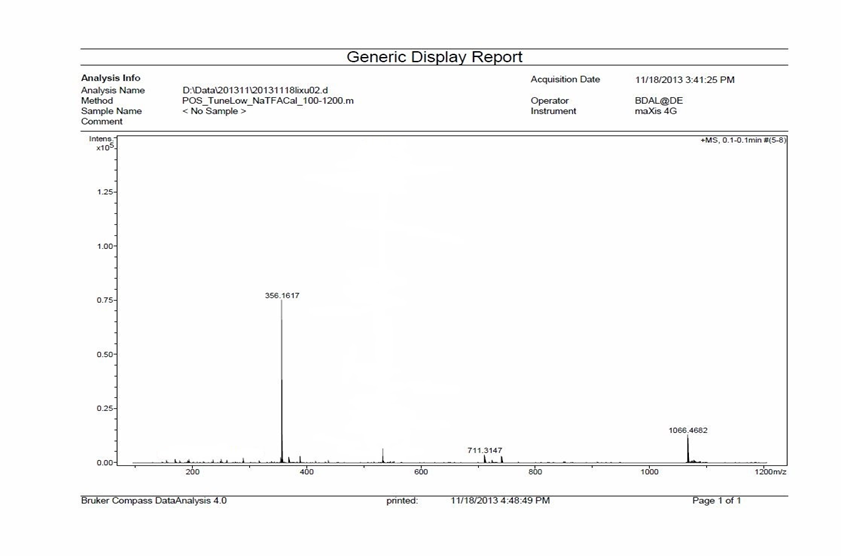 Generic Display Report
Analysis Info
Acquisition Date 11/18/2013 3:41:25 PM
Analysis Name D:\Data\201311\20131118lixu02.d
Method POS_TuneLow_NaTFACal_100-1200.m
Operator BDAL@DE
Sample Name < No Sample >
Instrument maXis 4G
Comment
Intens.
x10⁵
+MS, 0.1-0.1min #(5-8)
1.25
1.00
0.75
0.50
0.25
0.00
356.1617
711.3147
1066.4682
200 400 600 800 1000 1200 m/z
Bruker Compass DataAnalysis 4.0 printed: 11/18/2013 4:48:49 PM Page 1 of 1